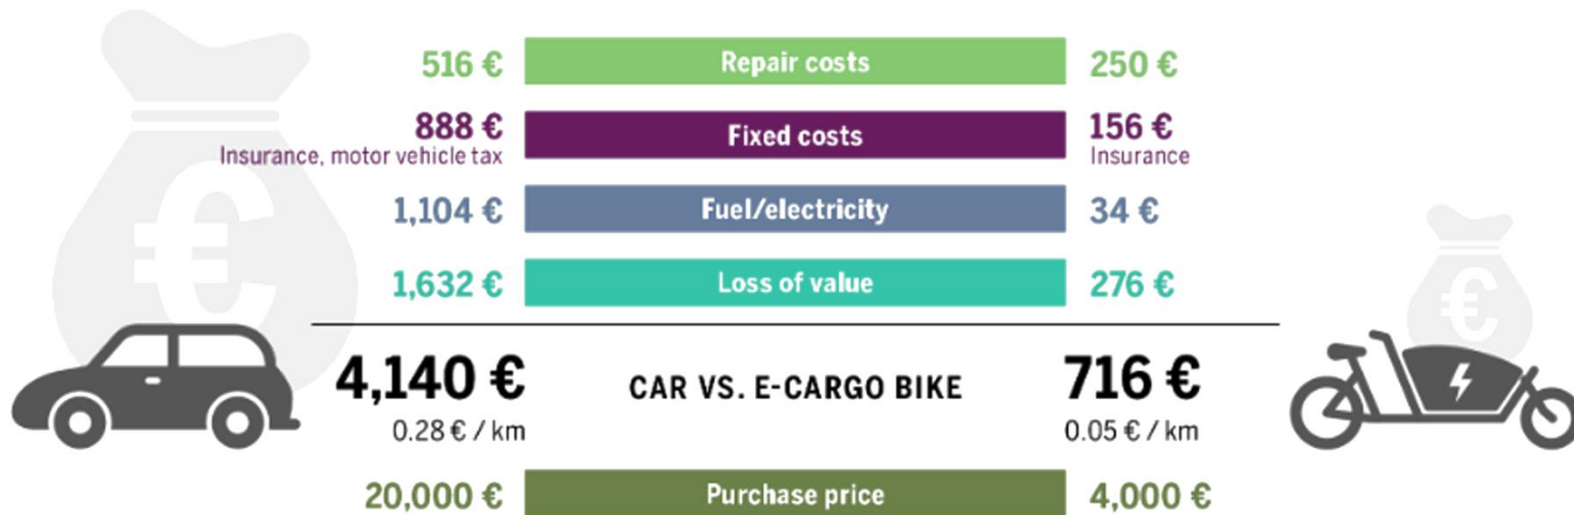 516 € Repair costs 250 €
888 € Fixed costs 156 €
Insurance, motor vehicle tax Insurance
1,104 € Fuel/electricity 34 €
1,632 € Loss of value 276 €
4,140 € CAR VS. E-CARGO BIKE 716 €
0.28 € / km 0.05 € / km
20,000 € Purchase price 4,000 €
€
€